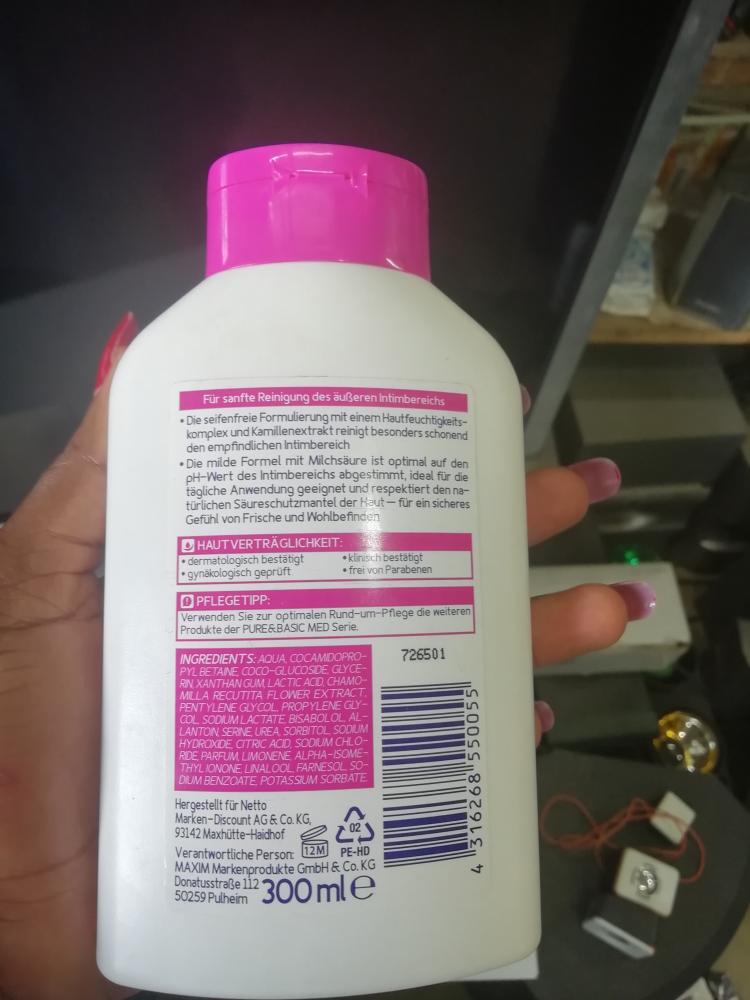 Für sanfte Reinigung des äußeren Intimbereichs
• Die seifenfreie Formulierung mit einem Hautfeuchtigkeits-
komplex und Kamillenextrakt reinigt besonders schonend
den empfindlichen Intimbereich
• Die milde Formel mit Milchsäure ist optimal auf den
pH-Wert des Intimbereichs abgestimmt, ideal für die
tägliche Anwendung geeignet und respektiert den na-
türlichen Säureschutzmantel der Haut – für ein sicheres
Gefühl von Frische und Wohlbefinden
HAUTVERTRÄGLICHKEIT:
• dermatologisch bestätigt • klinisch bestätigt
• gynäkologisch geprüft • frei von Parabenen
PFLEGETIPP:
Verwenden Sie zur optimalen Rund-um-Pflege die weiteren
Produkte der PURE&BASIC MED Serie.
INGREDIENTS: AQUA, COCAMIDOPRO-
PYL BETAINE, COCO-GLUCOSIDE, GLYCE-
RIN, XANTHAN GUM, LACTIC ACID, CHAMO-
MILLA RECUTITA FLOWER EXTRACT,
PENTYLENE GLYCOL, PROPYLENE GLY-
COL, SODIUM LACTATE, BISABOLOL, AL-
LANTOIN, SERINE, UREA, SORBITOL, SODIUM
HYDROXIDE, CITRIC ACID, SODIUM CHLO-
RIDE, PARFUM, LIMONENE, ALPHA-ISOME-
THYL IONONE, LINALOOL, FARNESOL, SO-
DIUM BENZOATE, POTASSIUM SORBATE.
726501
4 316268 550055
Hergestellt für Netto
Marken-Discount AG & Co. KG,
93142 Maxhütte-Haidhof
12M
02
PE-HD
Verantwortliche Person:
MAXIM Markenprodukte GmbH & Co. KG
Donatusstraße 112
50259 Pulheim
300 ml e